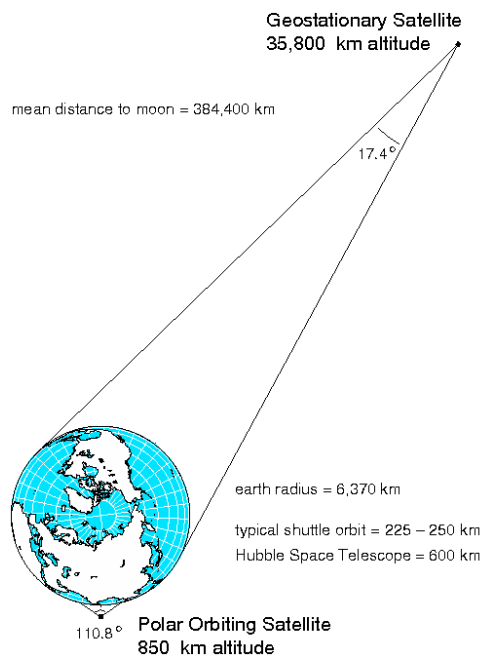 Geostationary Satellite
35,800 km altitude
mean distance to moon = 384,400 km
17.4°
earth radius = 6,370 km
typical shuttle orbit = 225 – 250 km
Hubble Space Telescope = 600 km
110.8°
Polar Orbiting Satellite
850 km altitude